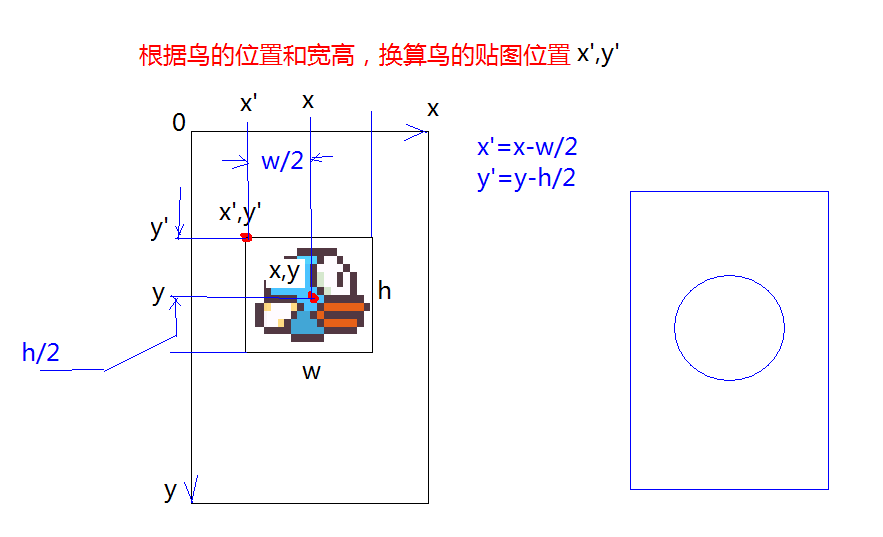 根据鸟的位置和宽高，换算鸟的贴图位置 x',y'
x' x x
0
w/2
x'=x-w/2
y'=y-h/2
x',y'
y'
x,y
y
h
h/2
w
y